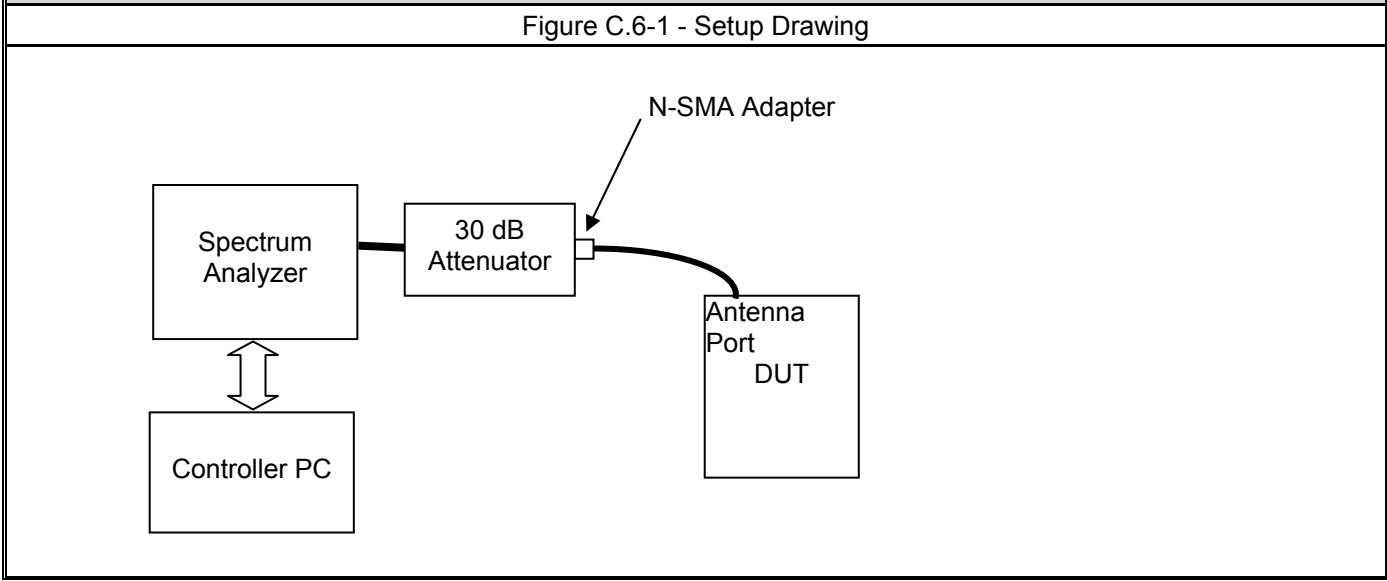 Figure C.6-1 - Setup Drawing
N-SMA Adapter
Spectrum
Analyzer
30 dB
Attenuator
Antenna
Port
DUT
Controller PC